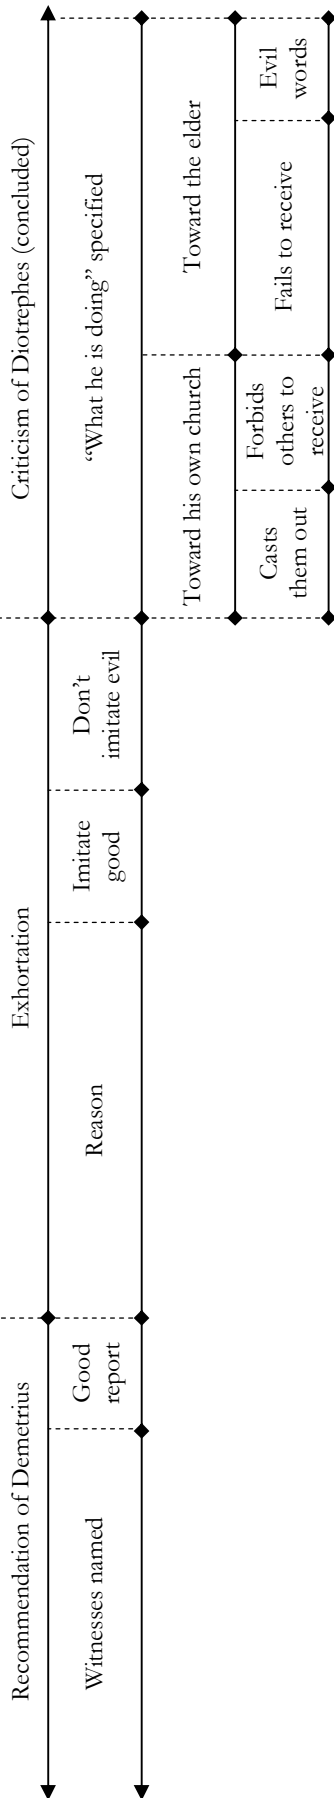 Recommendation of Demetrius
Exhortation
Criticism of Diotrephes (concluded)
Witnesses named
Good
report
Reason
Imitate
good
Don’t
imitate evil
“What he is doing” specified
Toward his own church
Toward the elder
Casts
them out
Forbids
others to
receive
Fails to receive
Evil
words